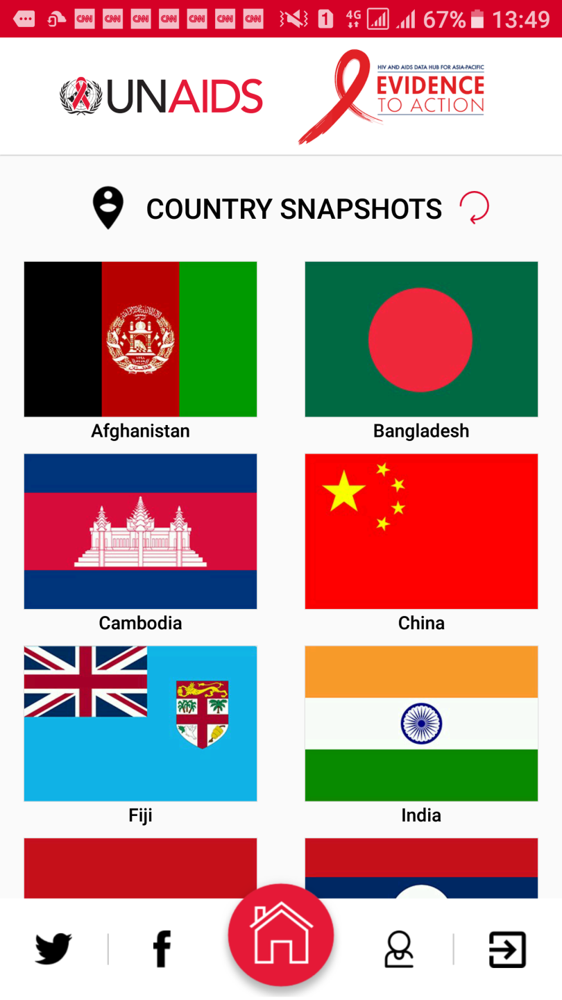 CNN CNN CNN CNN CNN CNN CNN 1 4G 67% 13:49
UNAIDS
HIV AND AIDS DATA HUB FOR ASIA-PACIFIC
EVIDENCE
TO ACTION
COUNTRY SNAPSHOTS
Afghanistan
Bangladesh
Cambodia
China
Fiji
India